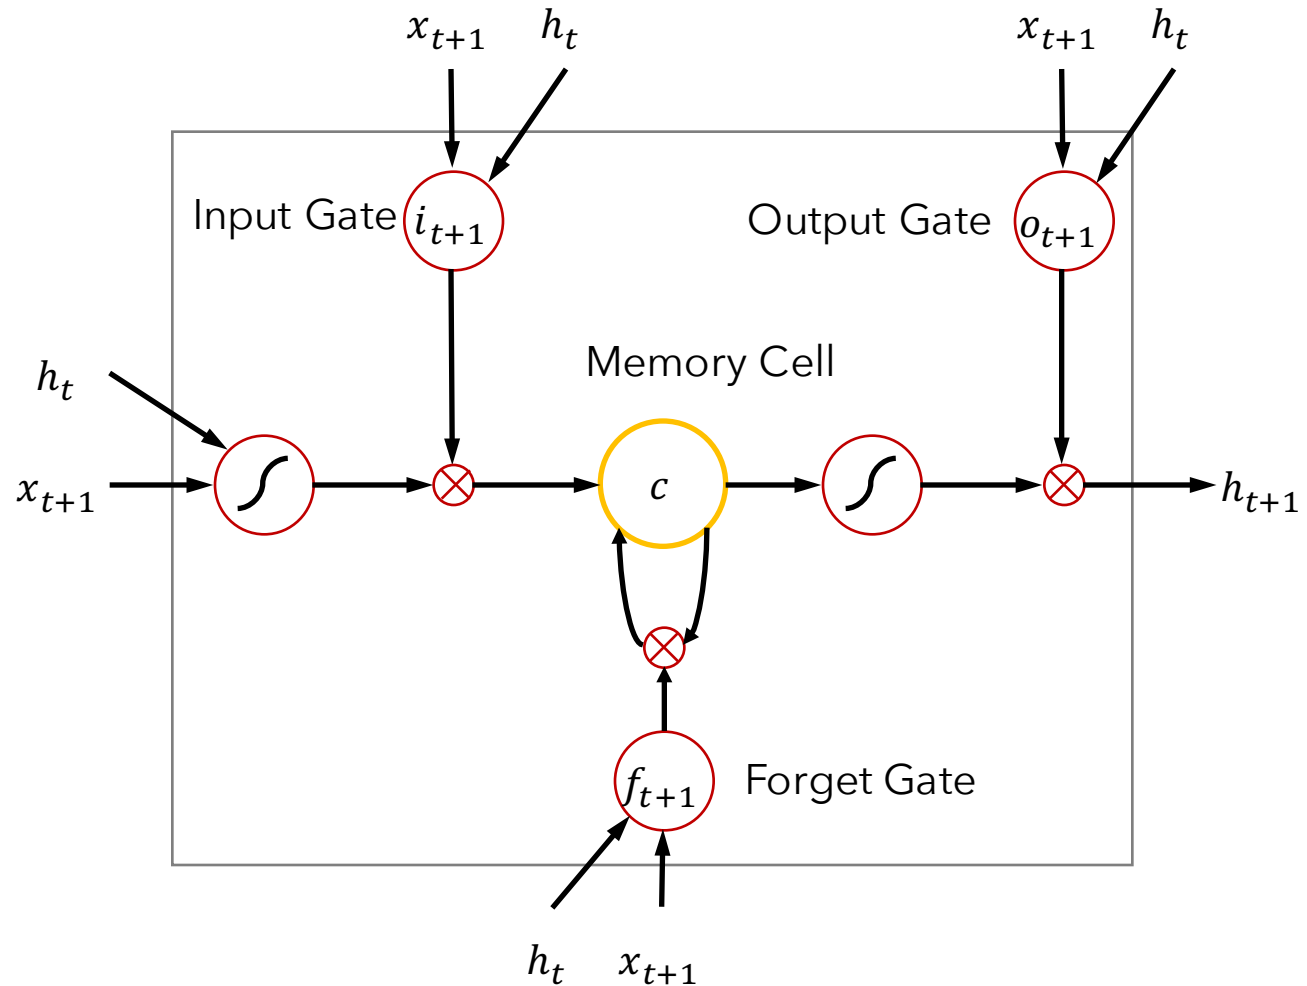 x_{t+1} h_t x_{t+1} h_t
Input Gate i_{t+1} Output Gate o_{t+1}
Memory Cell
h_t
x_{t+1} c h_{t+1}
f_{t+1} Forget Gate
h_t x_{t+1}